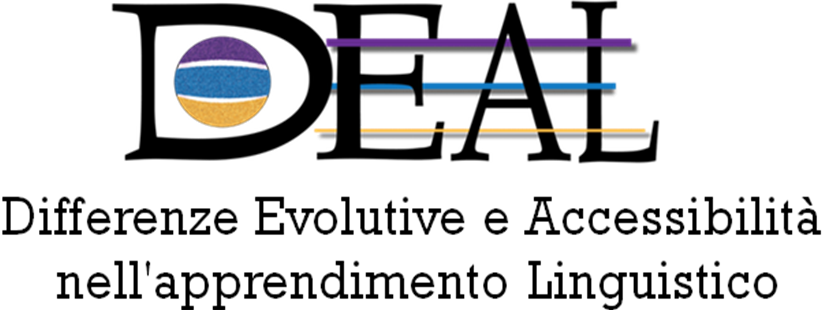 DEAL
Differenze Evolutive e Accessibilità
nell'apprendimento Linguistico